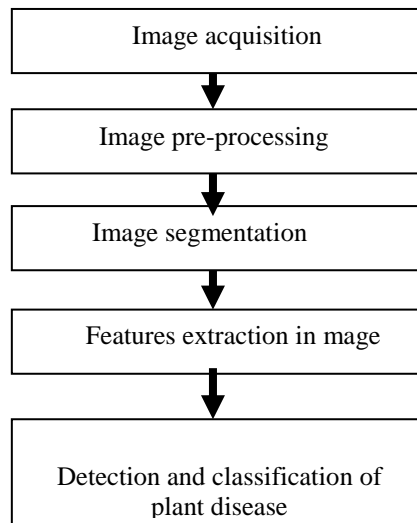 Image acquisition
Image pre-processing
Image segmentation
Features extraction in mage
Detection and classification of
plant disease